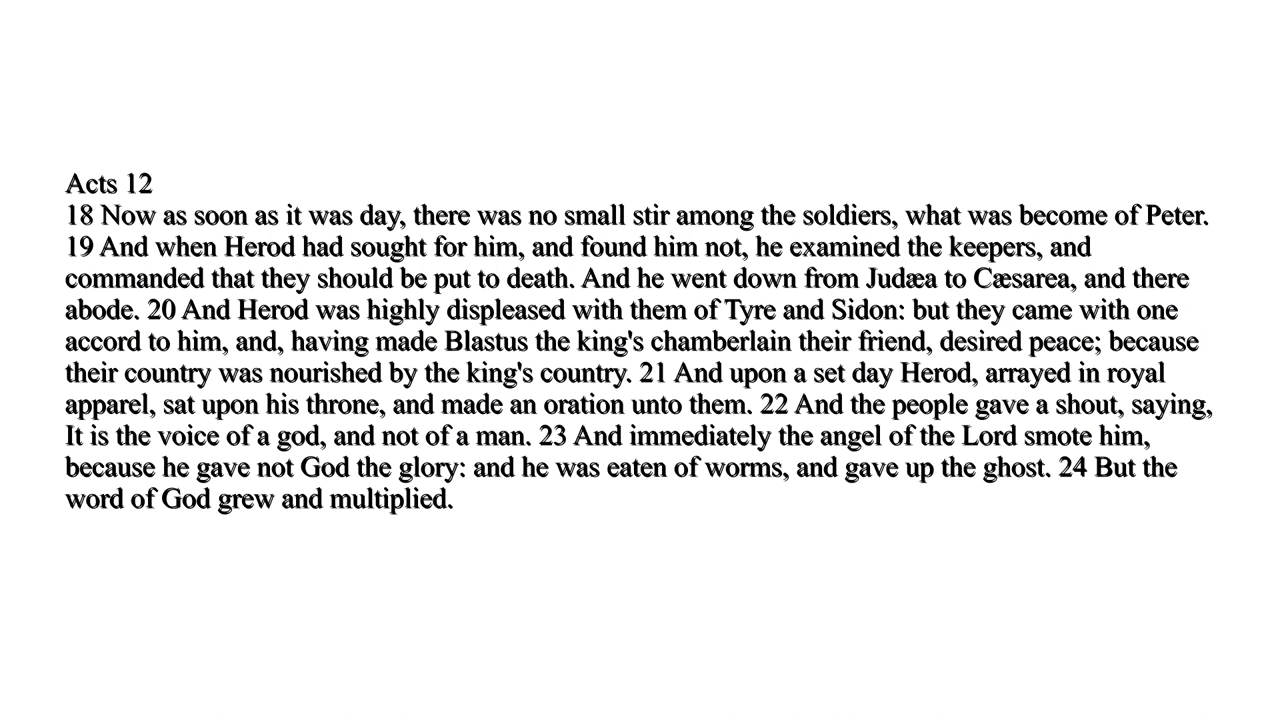 Acts 12
18 Now as soon as it was day, there was no small stir among the soldiers, what was become of Peter.
19 And when Herod had sought for him, and found him not, he examined the keepers, and
commanded that they should be put to death. And he went down from Judæa to Cæsarea, and there
abode. 20 And Herod was highly displeased with them of Tyre and Sidon: but they came with one
accord to him, and, having made Blastus the king's chamberlain their friend, desired peace; because
their country was nourished by the king's country. 21 And upon a set day Herod, arrayed in royal
apparel, sat upon his throne, and made an oration unto them. 22 And the people gave a shout, saying,
It is the voice of a god, and not of a man. 23 And immediately the angel of the Lord smote him,
because he gave not God the glory: and he was eaten of worms, and gave up the ghost. 24 But the
word of God grew and multiplied.